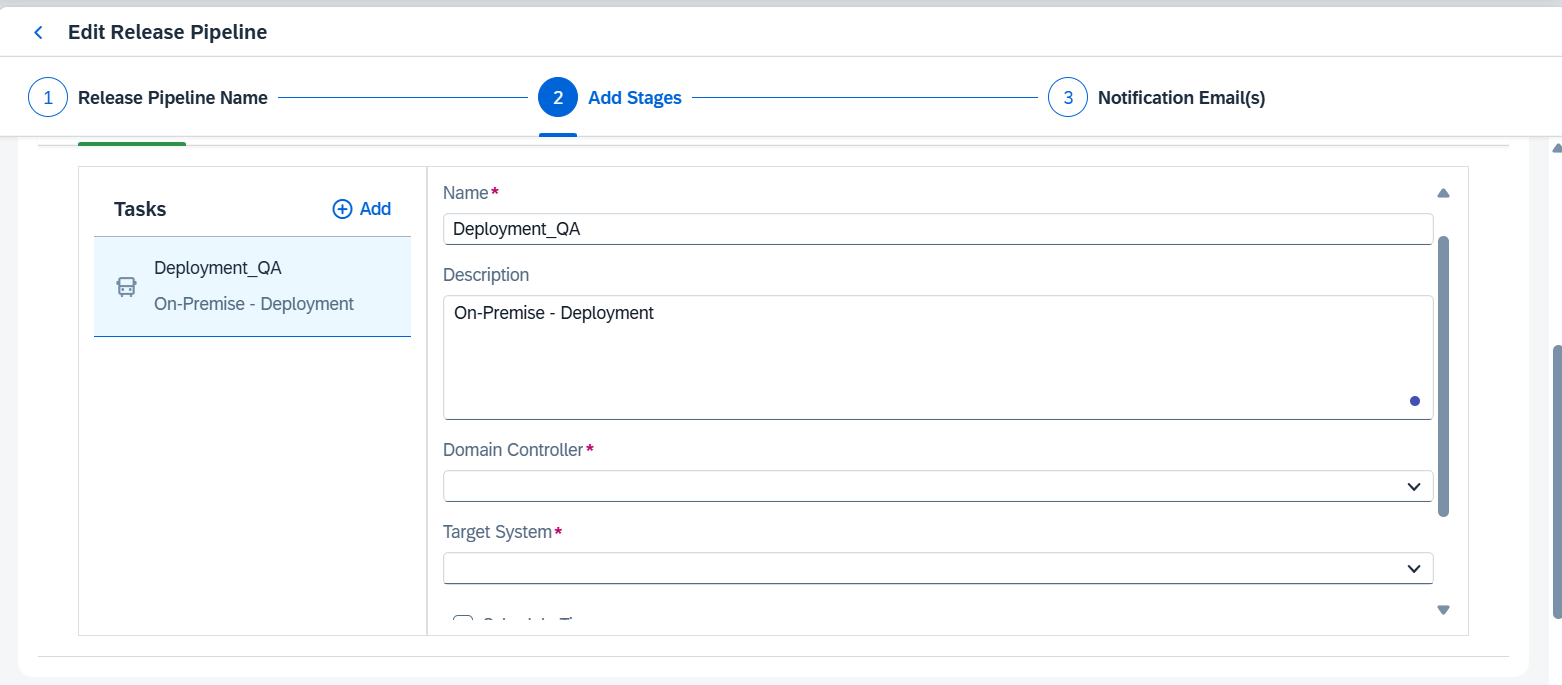 Edit Release Pipeline
1 Release Pipeline Name
2 Add Stages
3 Notification Email(s)
Tasks
Add
Deployment_QA
On-Premise - Deployment
Name*
Deployment_QA
Description
On-Premise - Deployment
Domain Controller*
Target System*